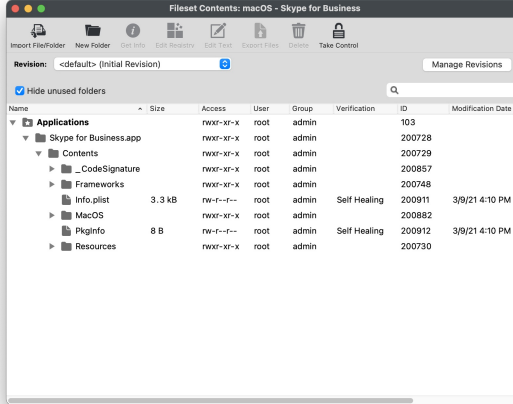 Fileset Contents: macOS - Skype for Business
Import File/Folder New Folder Get Info Edit Registry Edit Text Export Files Delete Take Control
Revision: <default> (Initial Revision) Manage Revisions
Hide unused folders
Name Size Access User Group Verification ID Modification Date
Applications rwxr-xr-x root admin 103
Skype for Business.app rwxr-xr-x root admin 200728
Contents rwxr-xr-x root admin 200729
_CodeSignature rwxr-xr-x root admin 200857
Frameworks rwxr-xr-x root admin 200748
Info.plist 3.3 kB rw-r--r-- root admin Self Healing 200911 3/9/21 4:10 PM
MacOS rwxr-xr-x root admin 200882
PkgInfo 8 B rw-r--r-- root admin Self Healing 200912 3/9/21 4:10 PM
Resources rwxr-xr-x root admin 200730